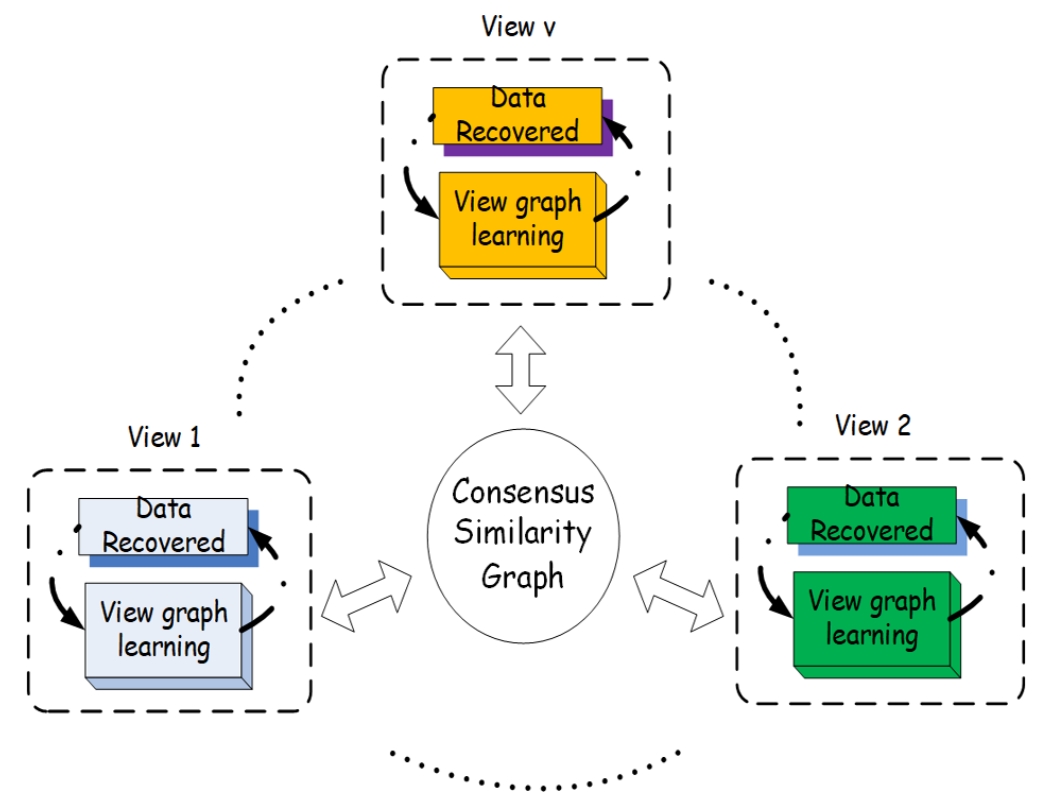 View v
Data
Recovered
View graph
learning
View 1
Data
Recovered
View graph
learning
Consensus
Similarity
Graph
View 2
Data
Recovered
View graph
learning